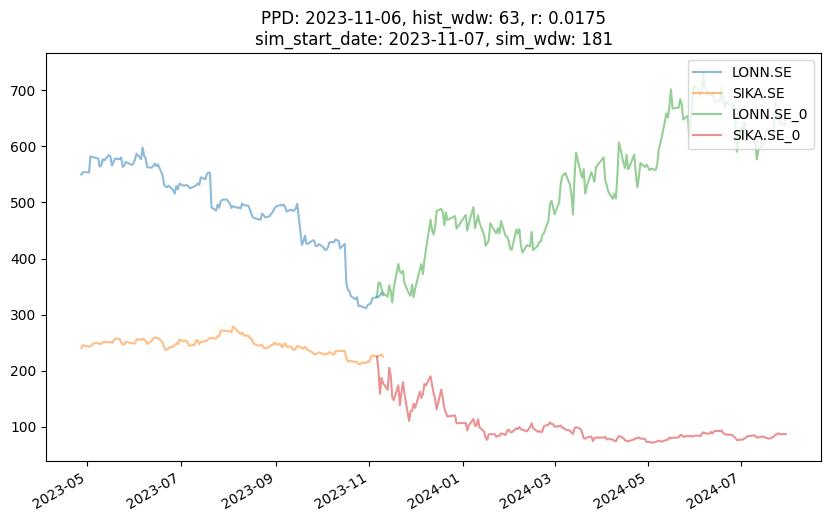 PPD: 2023-11-06, hist_wdw: 63, r: 0.0175
sim_start_date: 2023-11-07, sim_wdw: 181
LONN.SE
SIKA.SE
LONN.SE_0
SIKA.SE_0
700
600
500
400
300
200
100
2023-05
2023-07
2023-09
2023-11
2024-01
2024-03
2024-05
2024-07